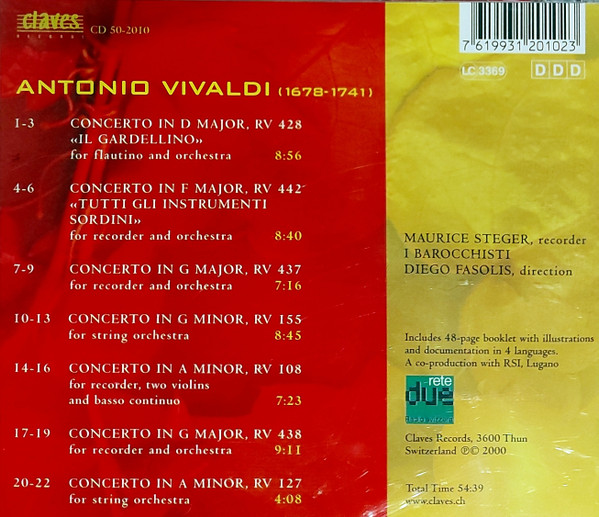 claves
RECORDS
CD 50-2010
7 619931 201023
LC 3369
DDD
ANTONIO VIVALDI (1678-1741)
1-3 CONCERTO IN D MAJOR, RV 428
«IL GARDELLINO»
for flautino and orchestra 8:56
4-6 CONCERTO IN F MAJOR, RV 442
«TUTTI GLI INSTRUMENTI
SORDINI»
for recorder and orchestra 8:40
7-9 CONCERTO IN G MAJOR, RV 437
for recorder and orchestra 7:16
10-13 CONCERTO IN G MINOR, RV 155
for string orchestra 8:45
14-16 CONCERTO IN A MINOR, RV 108
for recorder, two violins
and basso continuo 7:23
17-19 CONCERTO IN G MAJOR, RV 438
for recorder and orchestra 9:11
20-22 CONCERTO IN A MINOR, RV 127
for string orchestra 4:08
MAURICE STEGER, recorder
I BAROCCHISTI
DIEGO FASOLIS, direction
Includes 48-page booklet with illustrations
and documentation in 4 languages.
A co-production with RSI, Lugano
rete
due
Claves Records, 3600 Thun
Switzerland ℗© 2000
Total Time 54:39
www.claves.ch